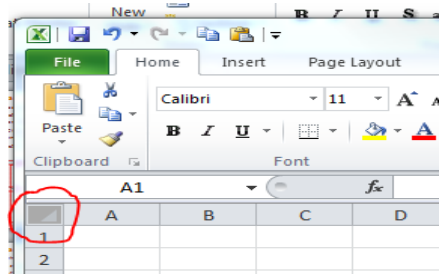 New B I U S
File Home Insert Page Layout
Calibri 11 A A
Paste B I U A
Clipboard Font
A1 fx
A B C D
1
2